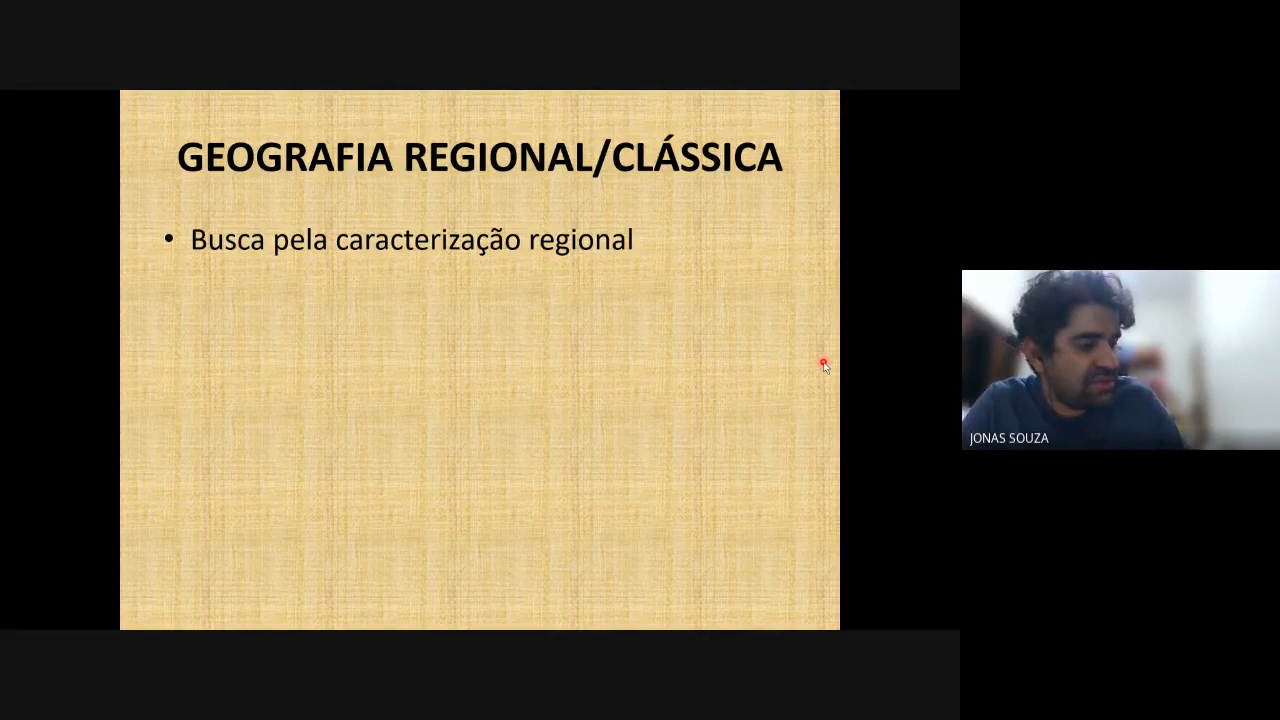 GEOGRAFIA REGIONAL/CLÁSSICA
• Busca pela caracterização regional
JONAS SOUZA